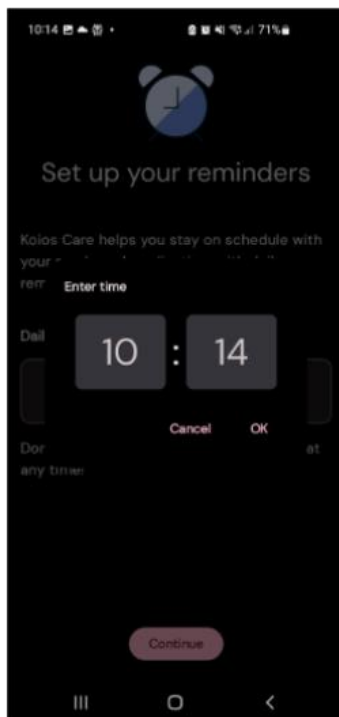 10:14 71%
Set up your reminders
Koios Care helps you stay on schedule with
your
rem
Enter time
Dail
10 : 14
Cancel OK
Don at
any time!
Continue